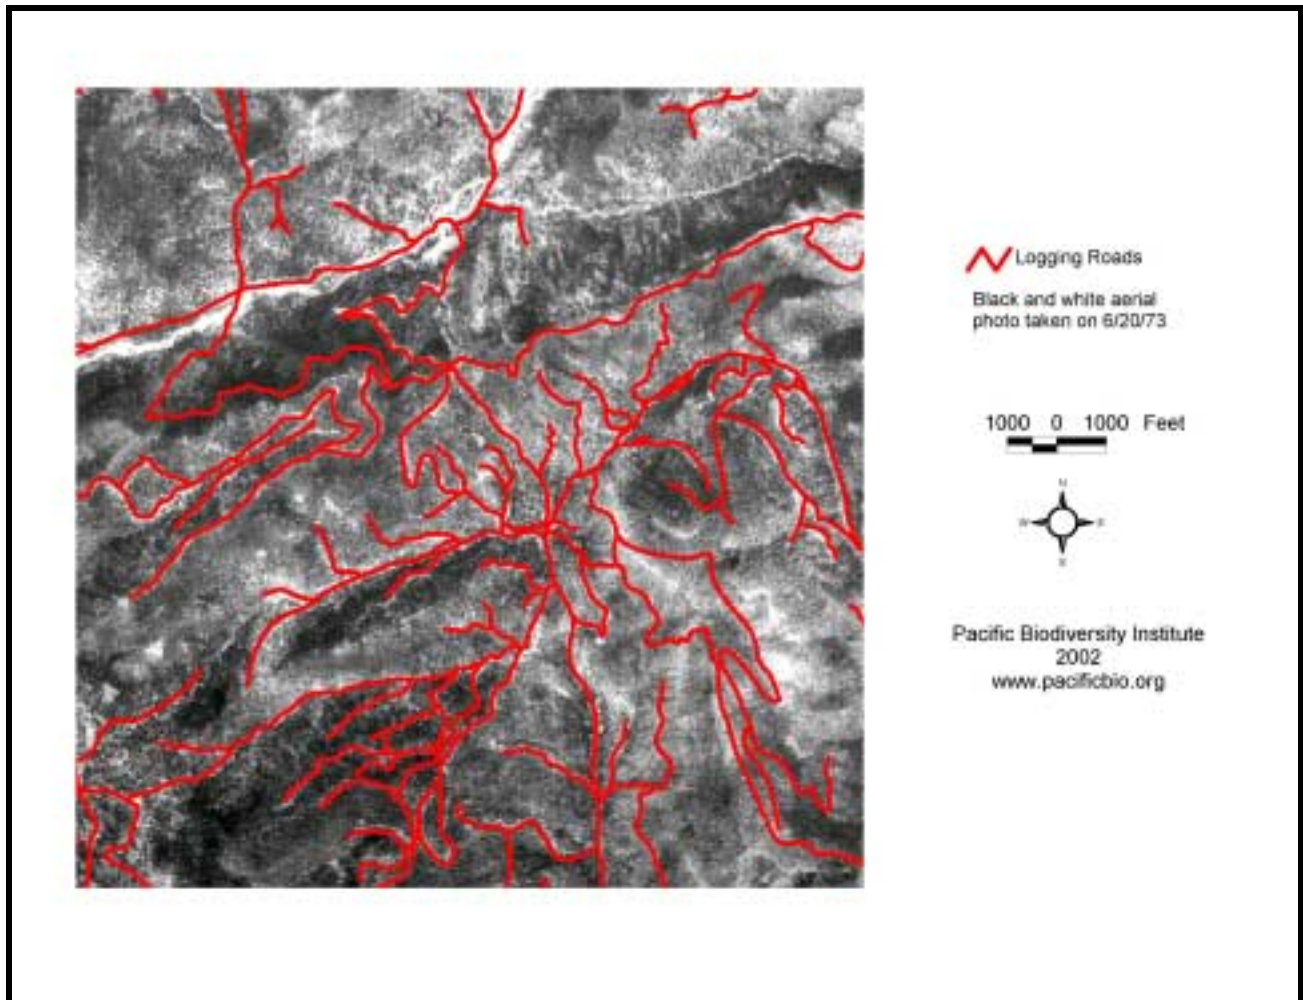 Logging Roads
Black and white aerial
photo taken on 6/20/73
1000 0 1000 Feet
N
W E
S
Pacific Biodiversity Institute
2002
www.pacificbio.org